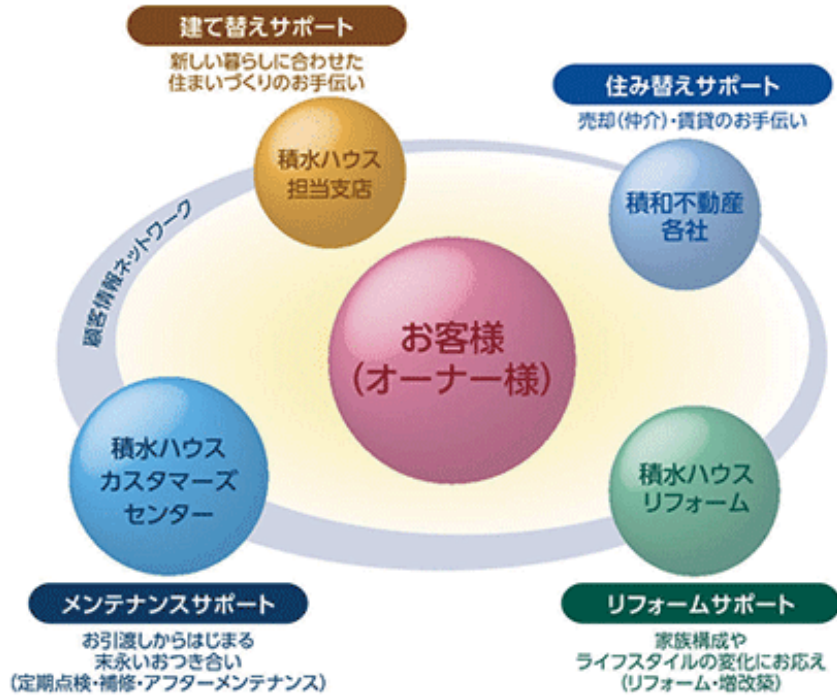 建て替えサポート
新しい暮らしに合わせた
住まいづくりのお手伝い
積水ハウス
担当支店
住み替えサポート
売却(仲介)・賃貸のお手伝い
積和不動産
各社
顧客情報ネットワーク
お客様
(オーナー様)
積水ハウス
カスタマーズ
センター
メンテナンスサポート
お引渡しからはじまる
末永いおつき合い
(定期点検・補修・アフターメンテナンス)
積水ハウス
リフォーム
リフォームサポート
家族構成や
ライフスタイルの変化にお応え
(リフォーム・増改築)